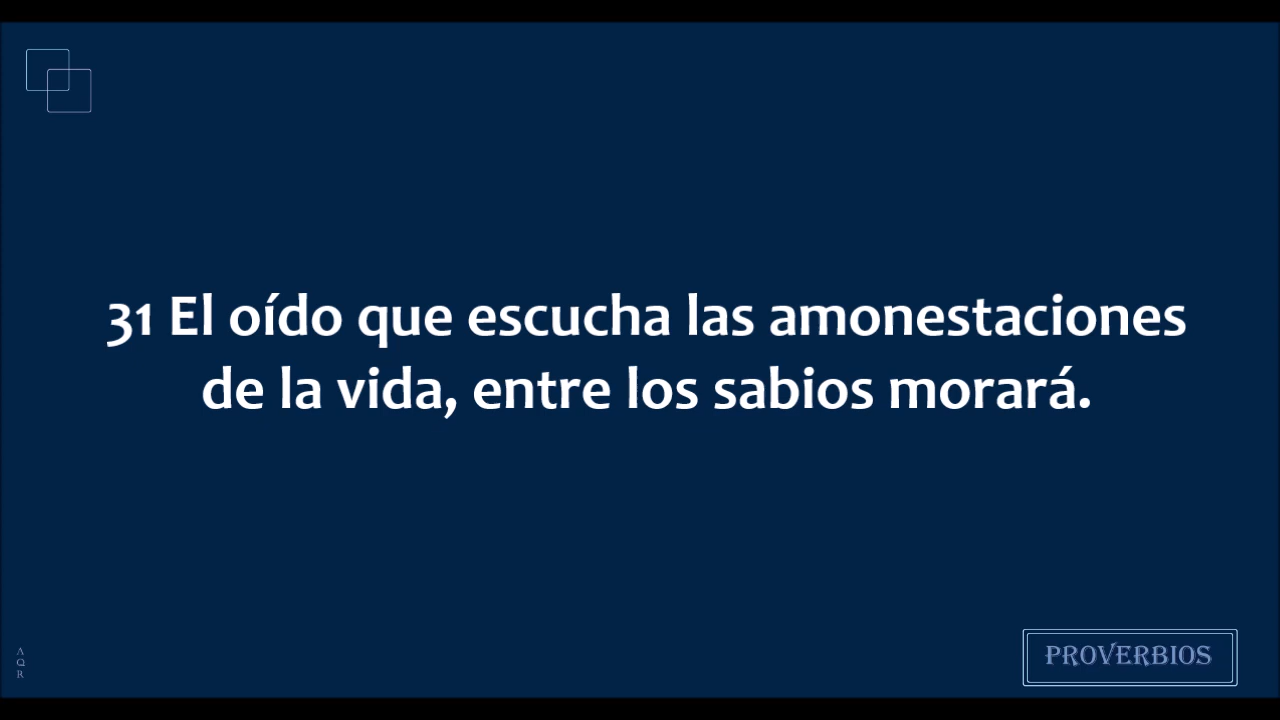 31 El oído que escucha las amonestaciones
de la vida, entre los sabios morará.
PROVERBIOS
A
Q
R